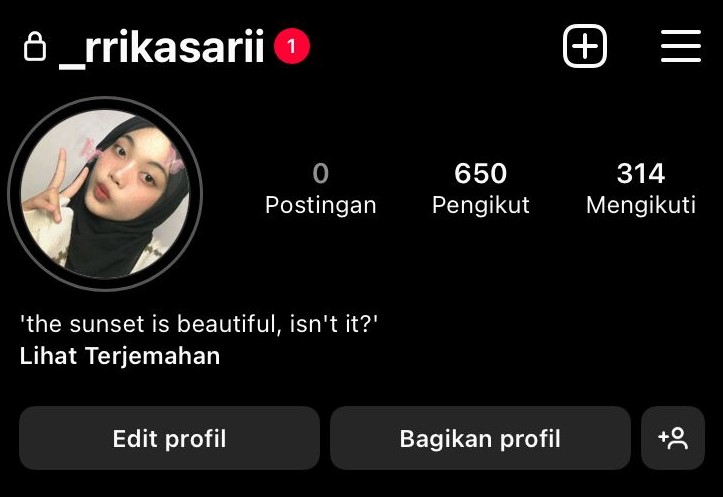 _rrikasarii 1
0 650 314
Postingan Pengikut Mengikuti
'the sunset is beautiful, isn't it?'
Lihat Terjemahan
Edit profil Bagikan profil